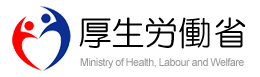 厚生労働省
Ministry of Health, Labour and Welfare